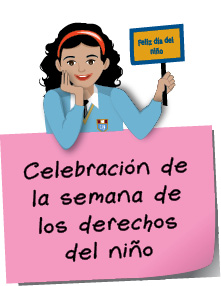 Feliz día del
niño
Celebración de
la semana de
los derechos
del niño